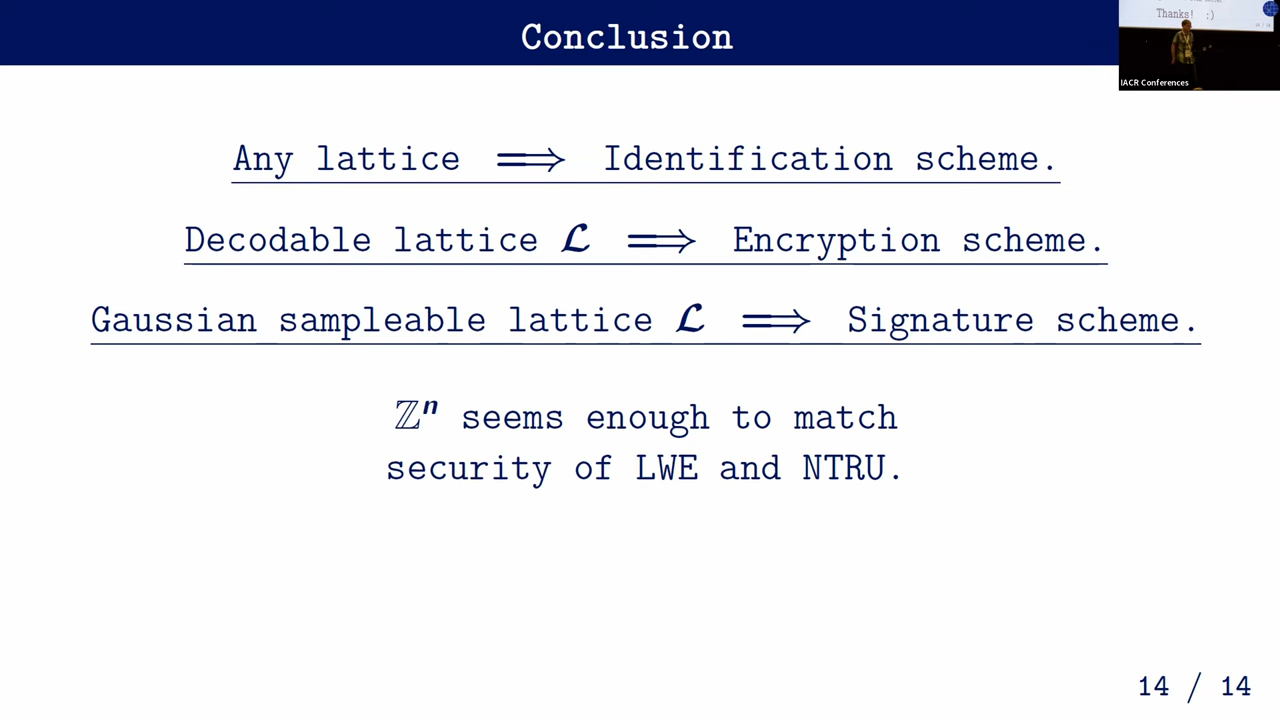 Conclusion
Thanks! :)
IACR Conferences
Any lattice ⟹ Identification scheme.
Decodable lattice 𝓛 ⟹ Encryption scheme.
Gaussian sampleable lattice 𝓛 ⟹ Signature scheme.
ℤⁿ seems enough to match
security of LWE and NTRU.
14 / 14